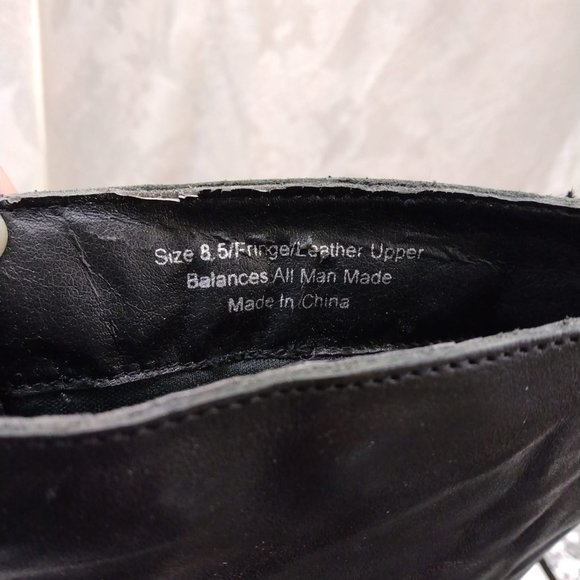 Size 8.5/Fringe/Leather Upper
Balances All Man Made
Made In China